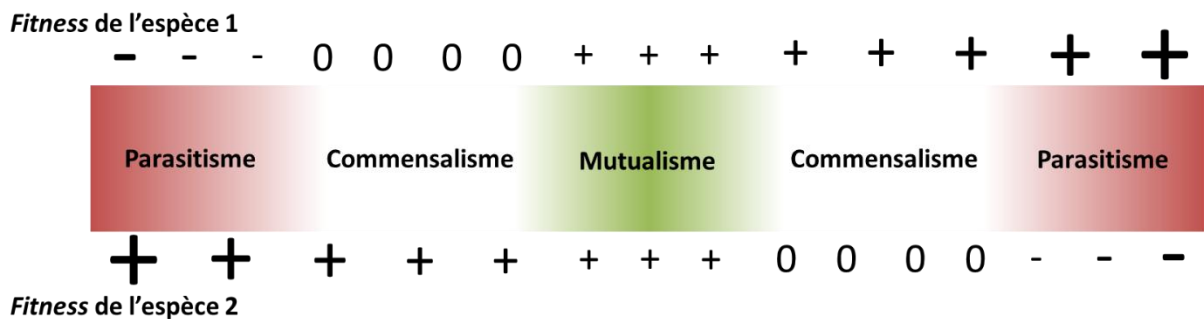 Fitness de l'espèce 1
- - - 0 0 0 0 + + + + + + + +
Parasitisme Commensalisme Mutualisme Commensalisme Parasitisme
+ + + + + + + + 0 0 0 0 - - -
Fitness de l'espèce 2